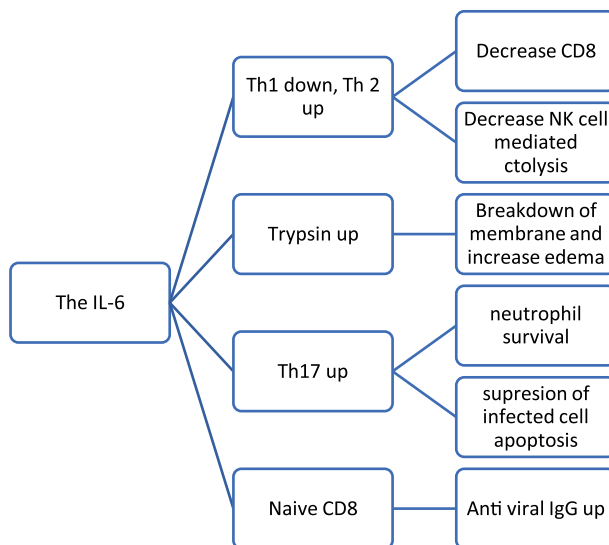 The IL-6
Th1 down, Th 2
up
Decrease CD8
Decrease NK cell
mediated
ctolysis
Trypsin up
Breakdown of
membrane and
increase edema
Th17 up
neutrophil
survival
supresion of
infected cell
apoptosis
Naive CD8
Anti viral IgG up